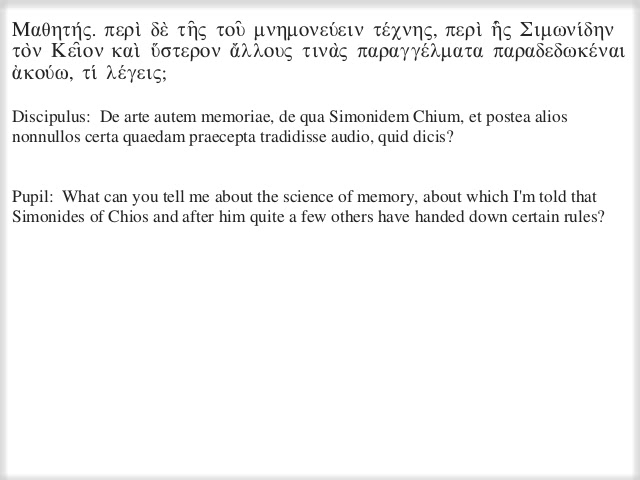 Μαθητής. περὶ δὲ τῆς τοῦ μνημονεύειν τέχνης, περὶ ἧς Σιμωνίδην
τὸν Κεῖον καὶ ὕστερον ἄλλους τινὰς παραγγέλματα παραδεδωκέναι
ἀκούω, τί λέγεις;
Discipulus:  De arte autem memoriae, de qua Simonidem Chium, et postea alios
nonnullos certa quaedam praecepta tradidisse audio, quid dicis?
Pupil:  What can you tell me about the science of memory, about which I'm told that
Simonides of Chios and after him quite a few others have handed down certain rules?